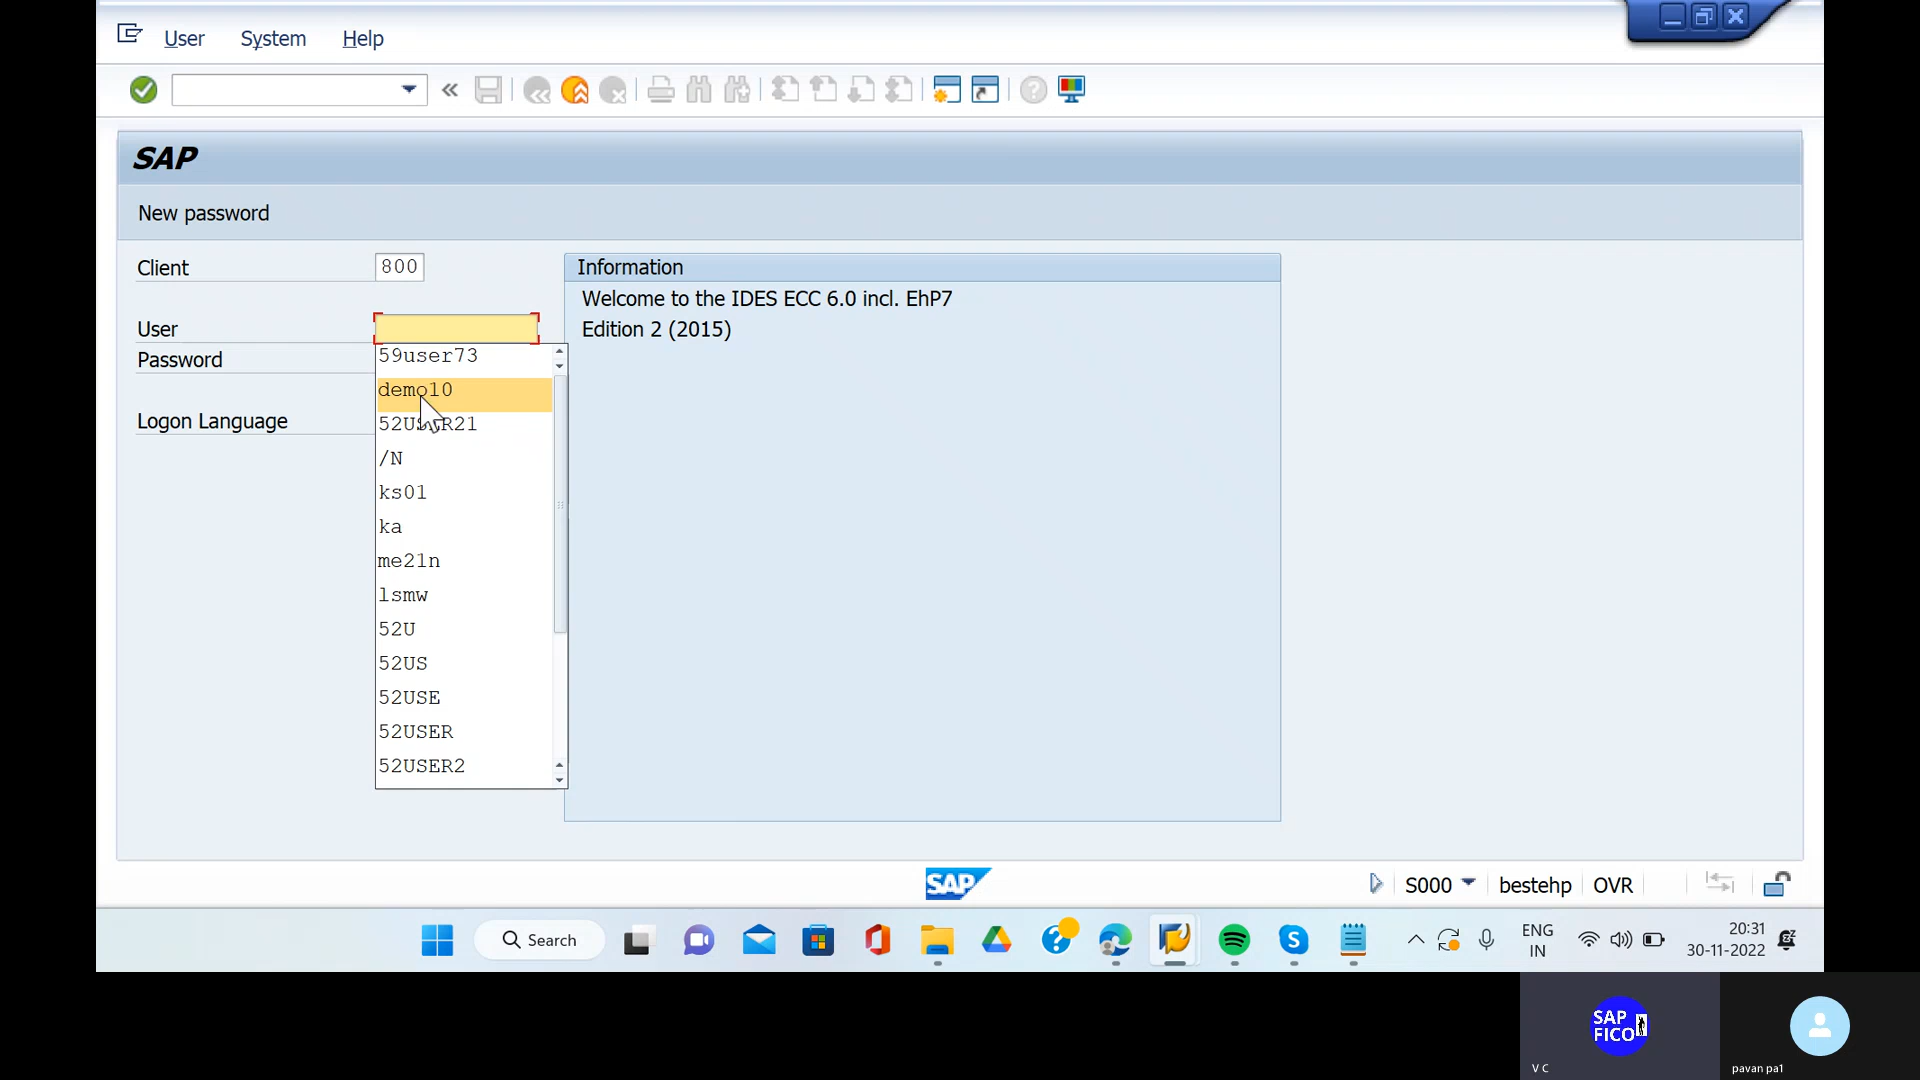 User System Help
SAP
New password
Client 800
User
Password
Logon Language
59user73
demo10
52USER21
/N
ks01
ka
me21n
lsmw
52U
52US
52USE
52USER
52USER2
Information
Welcome to the IDES ECC 6.0 incl. EhP7
Edition 2 (2015)
SAP
S000 bestehp OVR
Search
ENG
IN
20:31
30-11-2022
SAP
FICO
V C
pavan pa1